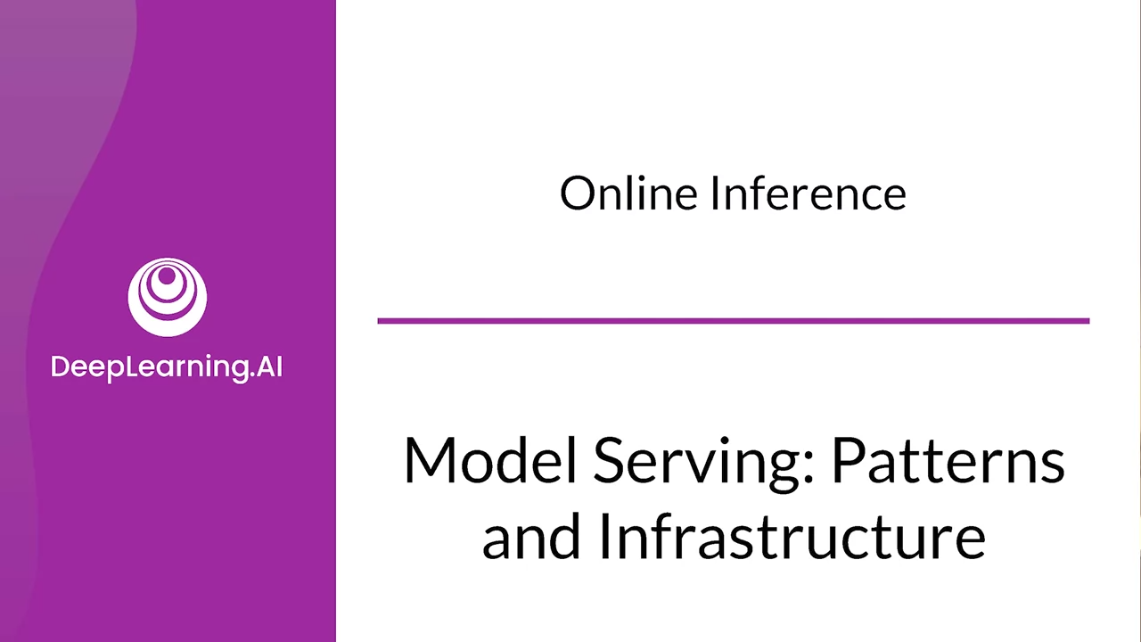 Online Inference
DeepLearning.AI
Model Serving: Patterns
and Infrastructure